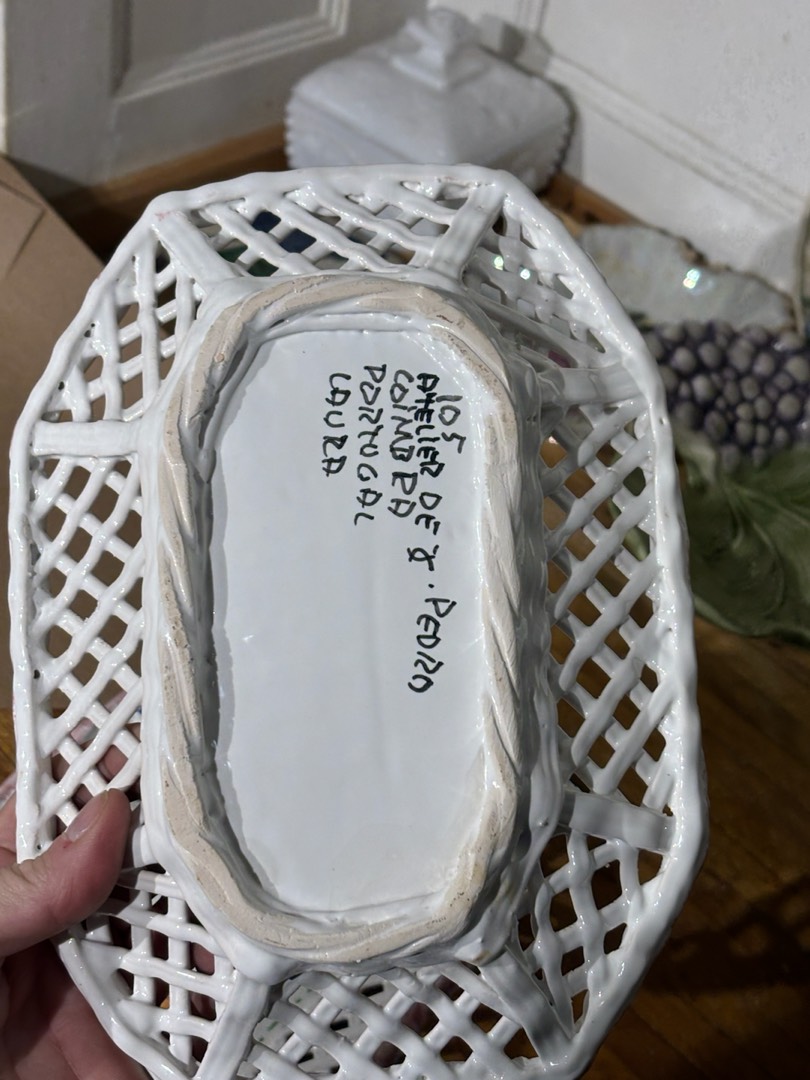 105
ATELIER DE J. PEDRO
COIMBRA
PORTUGAL
LAURA